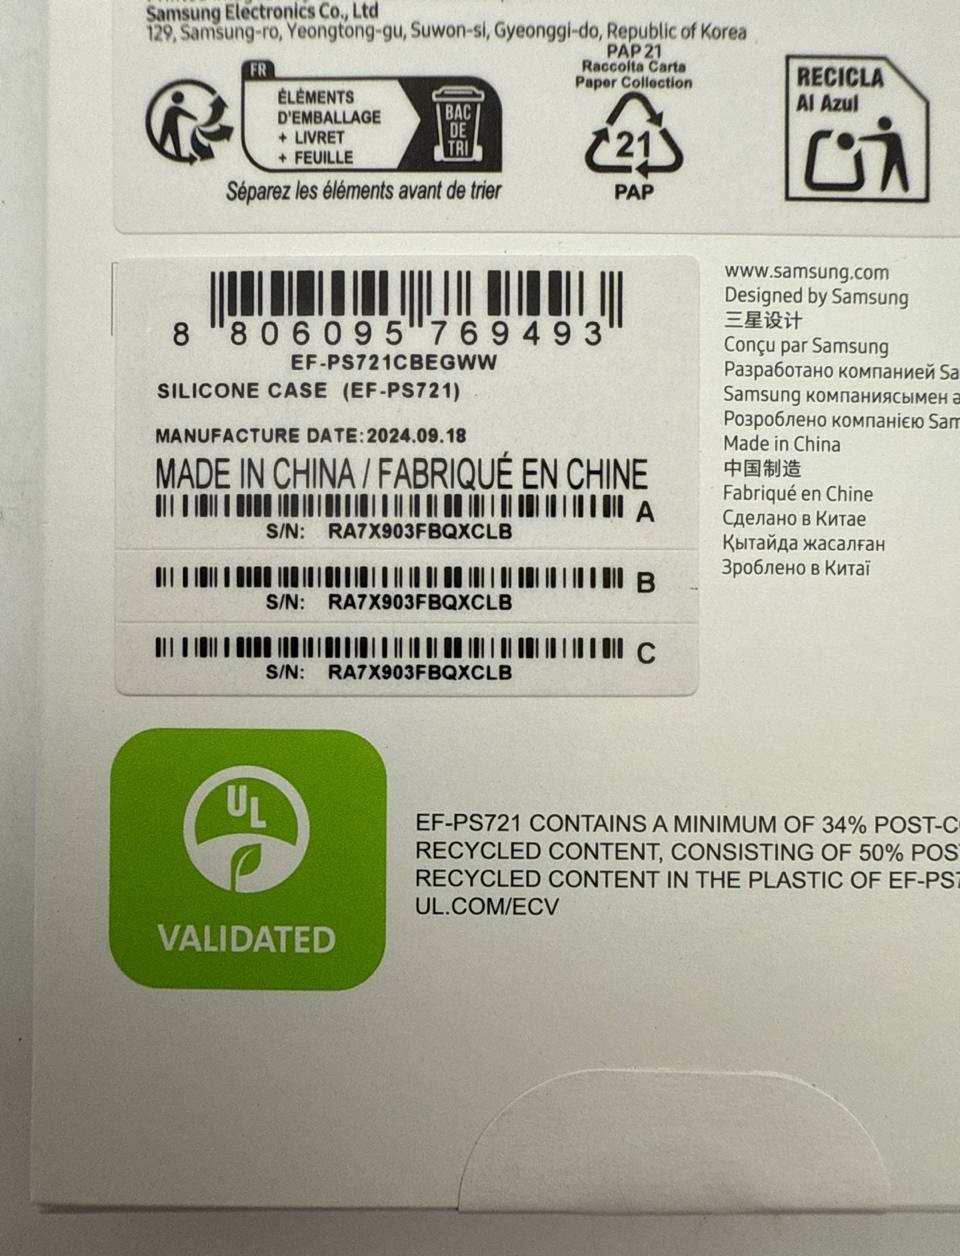 Samsung Electronics Co., Ltd
129, Samsung-ro, Yeongtong-gu, Suwon-si, Gyeonggi-do, Republic of Korea
FR
ÉLÉMENTS
D'EMBALLAGE
+ LIVRET
+ FEUILLE
BAC
DE
TRI
Séparez les éléments avant de trier
PAP 21
Raccolta Carta
Paper Collection
21
PAP
RECICLA
Al Azul
8 806095 769493
EF-PS721CBEGWW
SILICONE CASE (EF-PS721)
MANUFACTURE DATE:2024.09.18
MADE IN CHINA / FABRIQUÉ EN CHINE
A
S/N: RA7X903FBQXCLB
B
S/N: RA7X903FBQXCLB
C
S/N: RA7X903FBQXCLB
www.samsung.com
Designed by Samsung
三星设计
Conçu par Samsung
Разработано компанией Sa
Samsung компаниясымен ә
Розроблено компанією Sam
Made in China
中国制造
Fabriqué en Chine
Сделано в Китае
Қытайда жасалған
Зроблено в Китаї
UL
VALIDATED
EF-PS721 CONTAINS A MINIMUM OF 34% POST-C
RECYCLED CONTENT, CONSISTING OF 50% POS
RECYCLED CONTENT IN THE PLASTIC OF EF-PS7
UL.COM/ECV